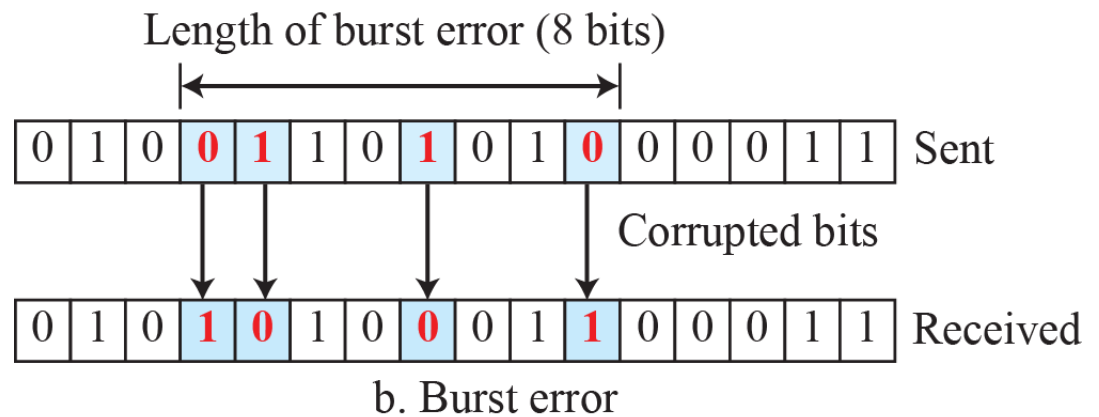 Length of burst error (8 bits)
0 1 0 0 1 1 0 1 0 1 0 0 0 0 1 1 Sent
Corrupted bits
0 1 0 1 0 1 0 0 0 1 1 0 0 0 1 1 Received
b. Burst error